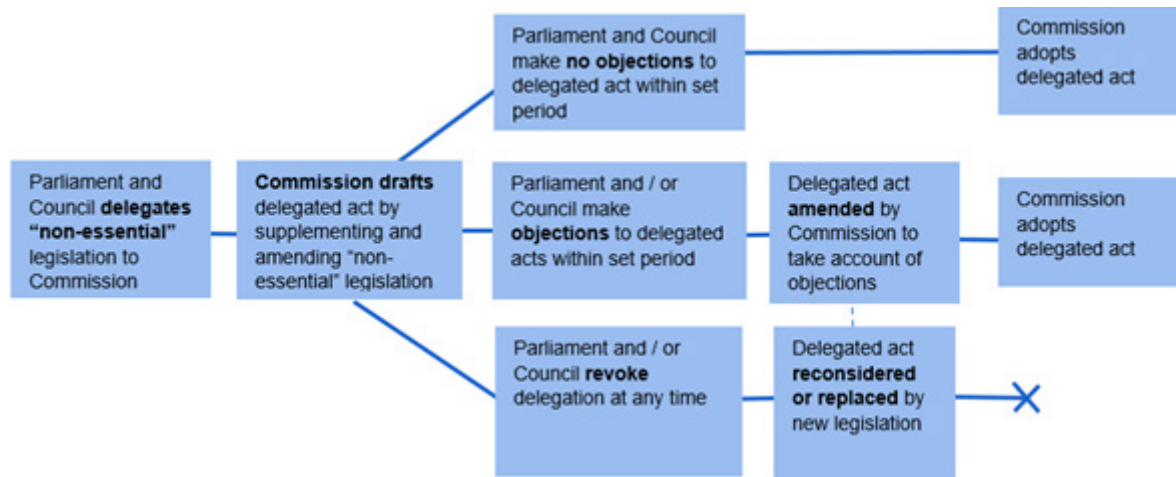 Parliament and Council
make no objections to
delegated act within set
period
Commission
adopts
delegated act
Parliament and
Council delegates
“non-essential”
legislation to
Commission
Commission drafts
delegated act by
supplementing and
amending “non-
essential” legislation
Parliament and / or
Council make
objections to delegated
acts within set period
Delegated act
amended by
Commission to
take account of
objections
Commission
adopts
delegated act
Parliament and / or
Council revoke
delegation at any time
Delegated act
reconsidered
or replaced by
new legislation